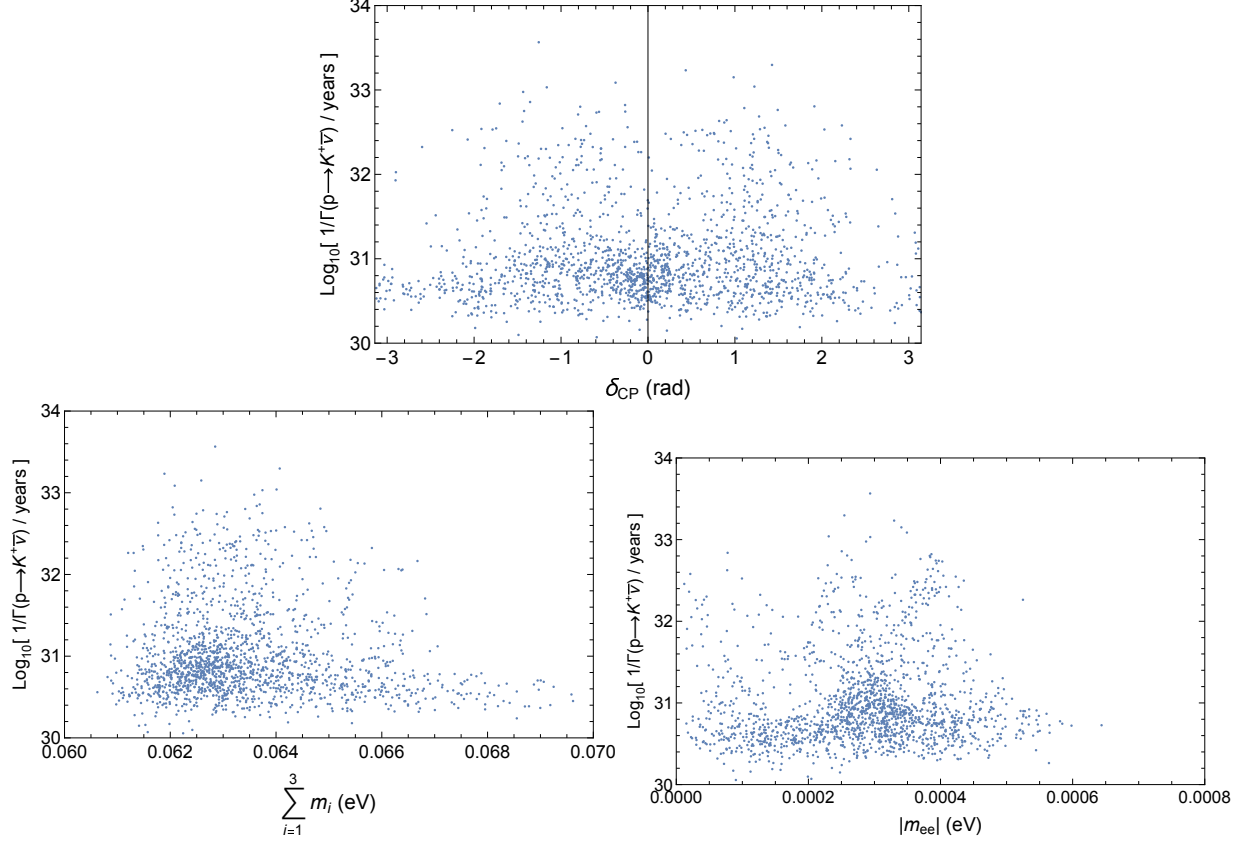 34
33
32
31
30
Log₁₀[ 1/Γ(p⟶K⁺ν̅) / years ]
−3 −2 −1 0 1 2 3
δ_CP (rad)
34
33
32
31
30
Log₁₀[ 1/Γ(p⟶K⁺ν̅) / years ]
0.060 0.062 0.064 0.066 0.068 0.070
3
∑ mᵢ (eV)
i=1
34
33
32
31
30
Log₁₀[ 1/Γ(p⟶K⁺ν̅) / years ]
0.0000 0.0002 0.0004 0.0006 0.0008
|mₑₑ| (eV)